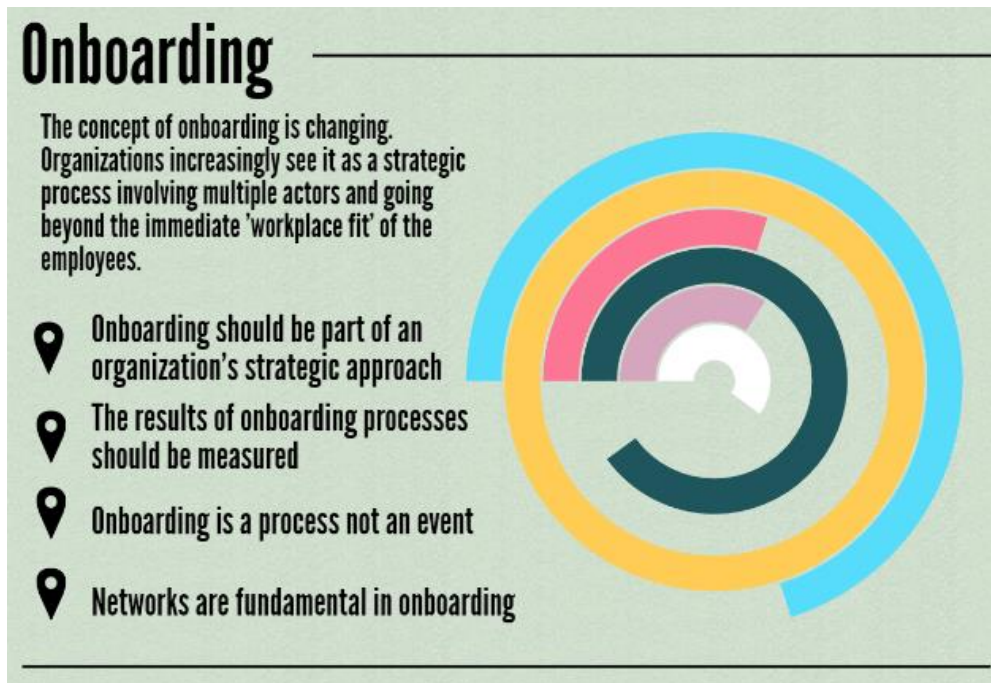 Onboarding
The concept of onboarding is changing.
Organizations increasingly see it as a strategic
process involving multiple actors and going
beyond the immediate 'workplace fit' of the
employees.
Onboarding should be part of an
organization's strategic approach
The results of onboarding processes
should be measured
Onboarding is a process not an event
Networks are fundamental in onboarding